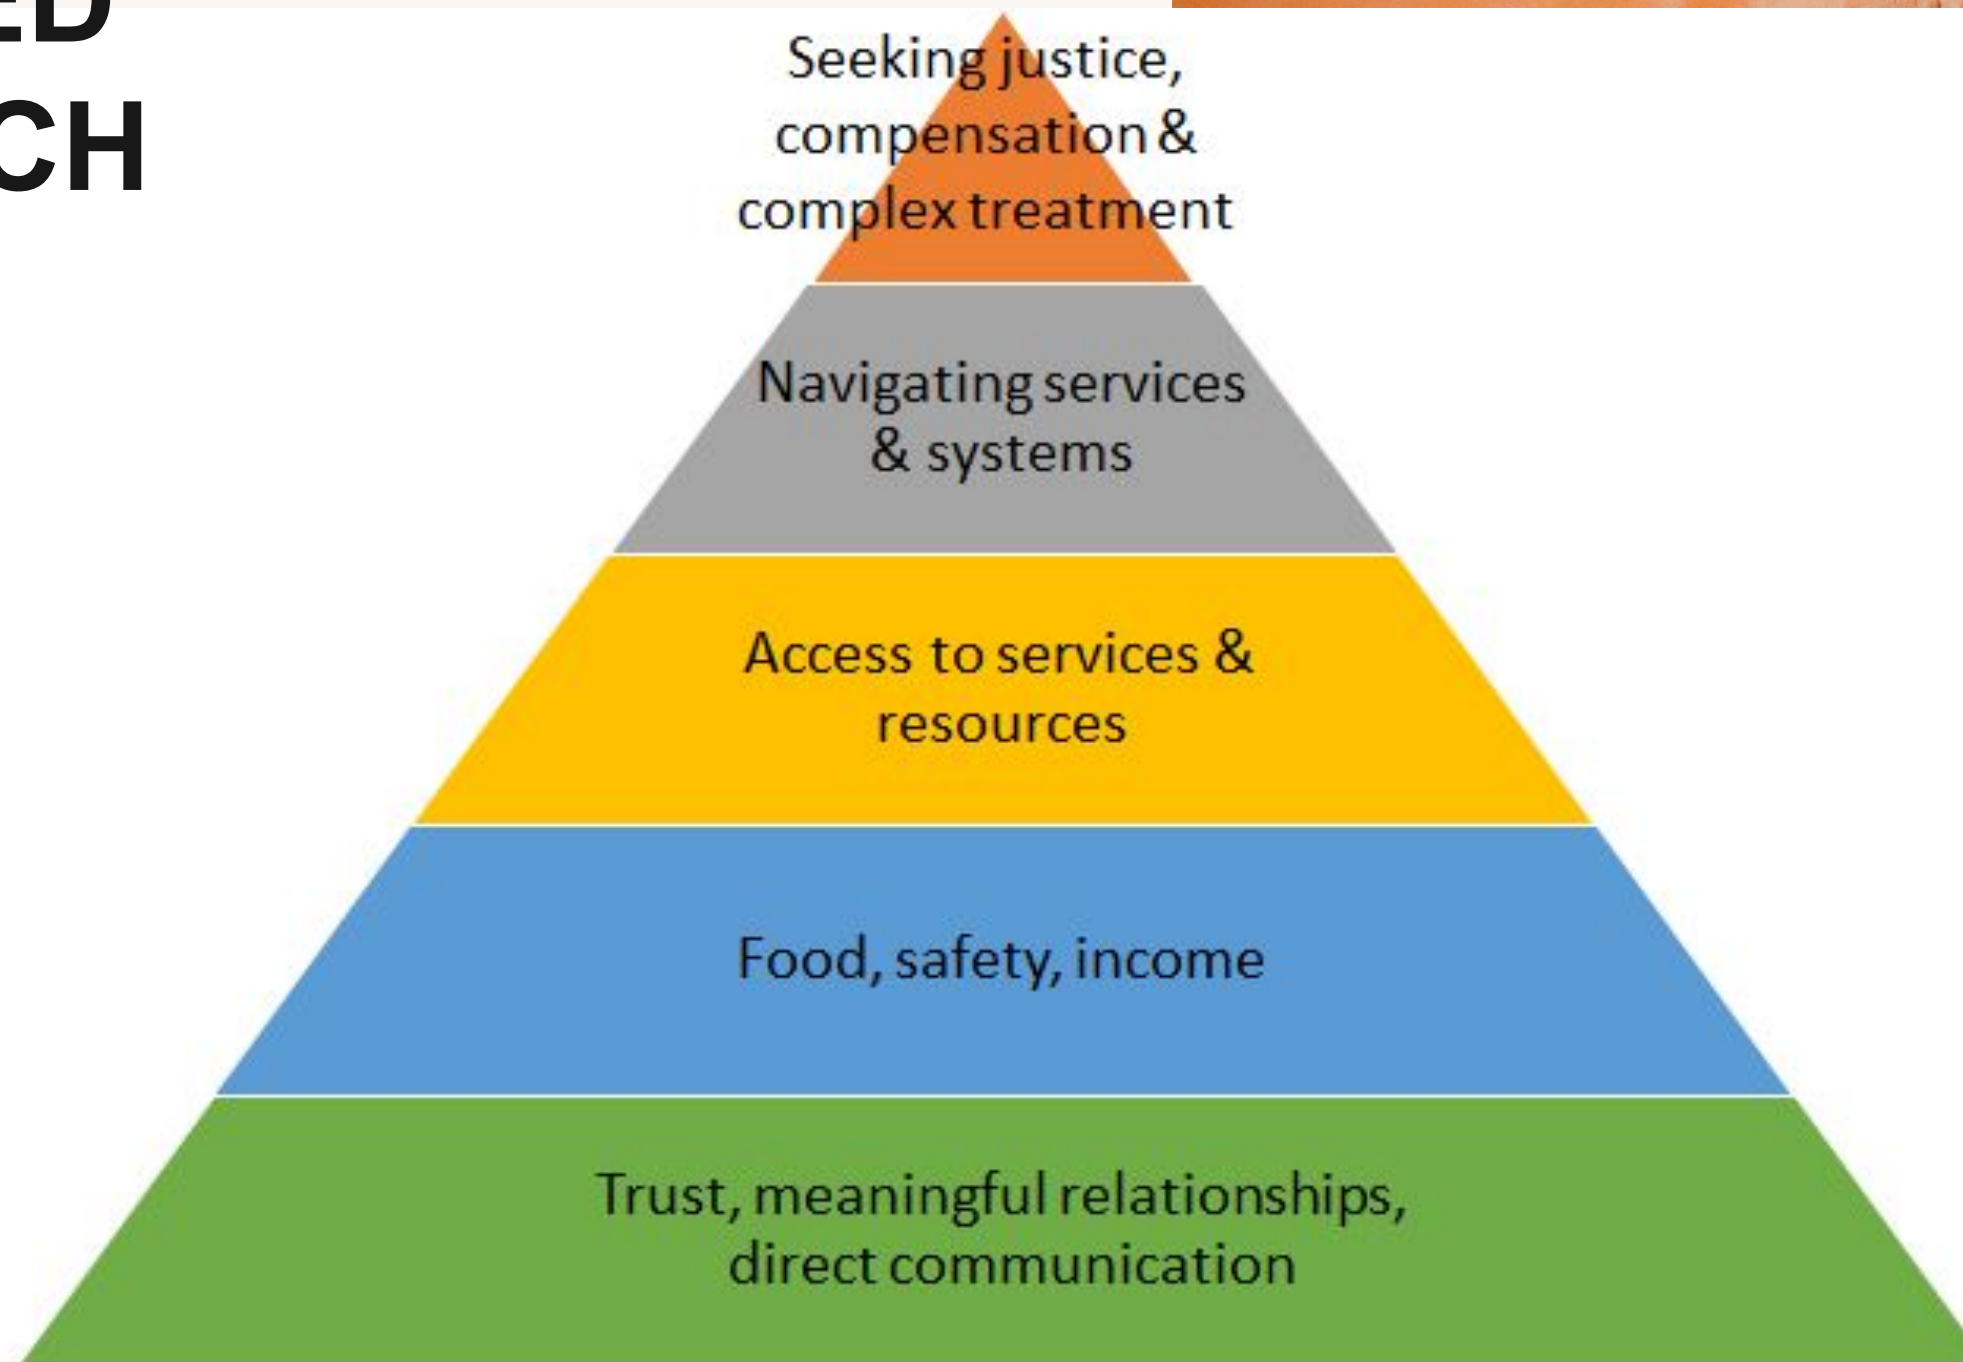 ED
CH
Seeking justice,
compensation &
complex treatment
Navigating services
& systems
Access to services &
resources
Food, safety, income
Trust, meaningful relationships,
direct communication